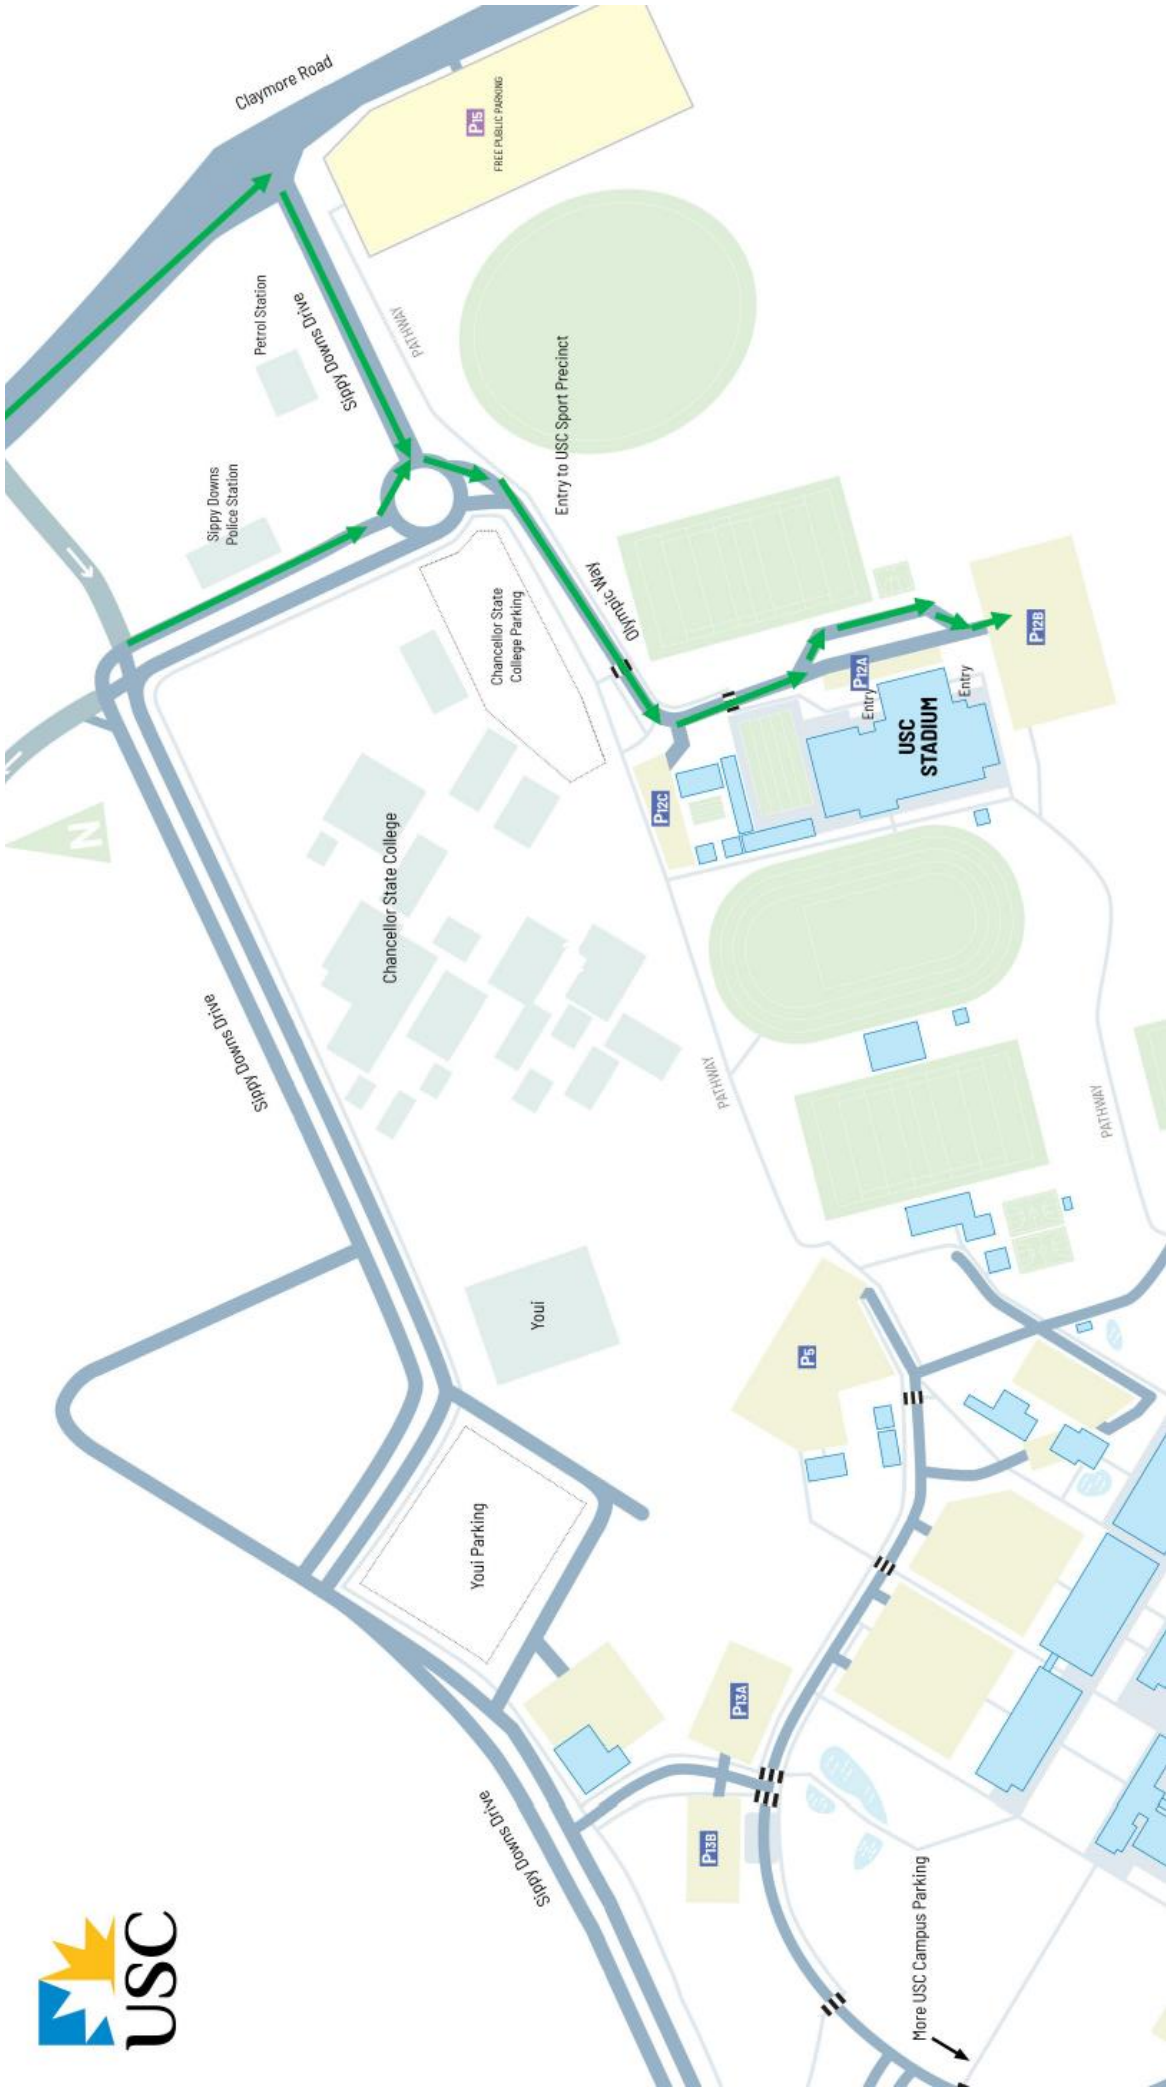 USC
Claymore Road
P15
FREE PUBLIC PARKING
Petrol Station
Sippy Downs Drive
PATHWAY
Sippy Downs
Police Station
Entry to USC Sport Precinct
Chancellor State
College Parking
Olympic Way
P12B
P12A
Entry
Entry
USC
STADIUM
P12C
N
Chancellor State College
Sippy Downs Drive
PATHWAY
PATHWAY
Youi
P5
Youi Parking
P13A
P13B
Sippy Downs Drive
More USC Campus Parking